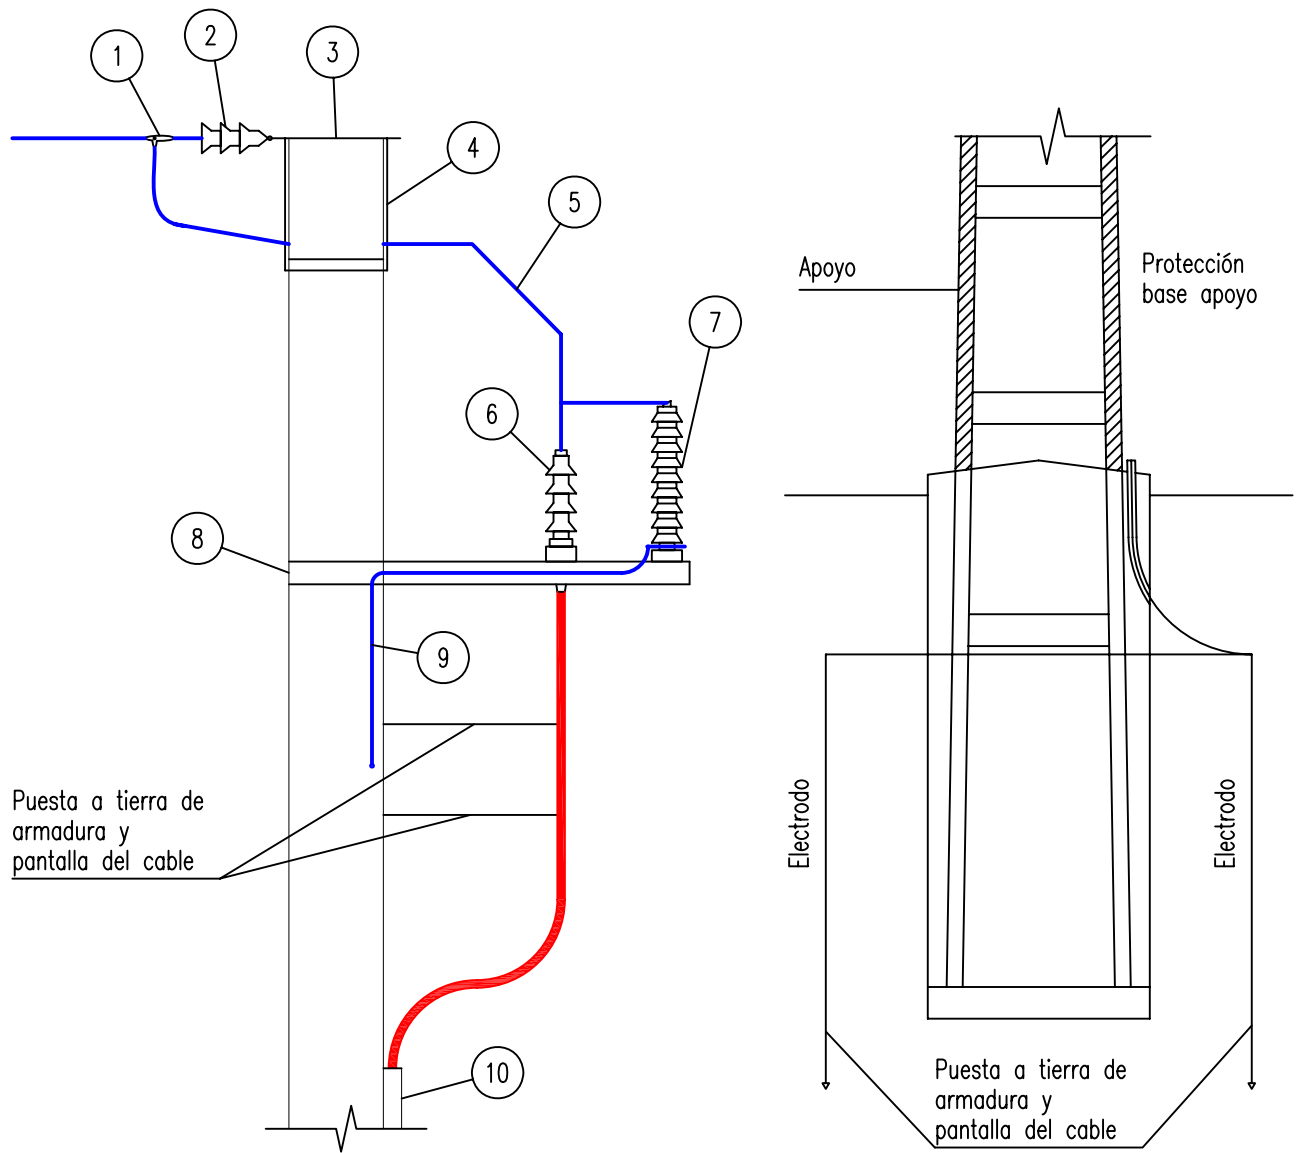 1
2
3
4
5
6
7
8
9
10
Puesta a tierra de
armadura y
pantalla del cable
Apoyo
Protección
base apoyo
Electrodo
Electrodo
Puesta a tierra de
armadura y
pantalla del cable